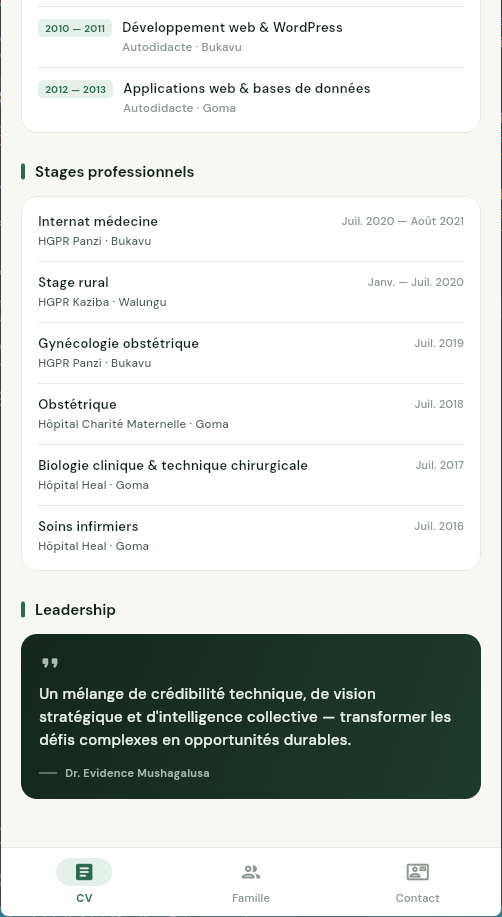 2010 — 2011 Développement web & WordPress
Autodidacte · Bukavu
2012 — 2013 Applications web & bases de données
Autodidacte · Goma
Stages professionnels
Internat médecine Juil. 2020 — Août 2021
HGPR Panzi · Bukavu
Stage rural Janv. — Juil. 2020
HGPR Kaziba · Walungu
Gynécologie obstétrique Juil. 2019
HGPR Panzi · Bukavu
Obstétrique Juil. 2018
Hôpital Charité Maternelle · Goma
Biologie clinique & technique chirurgicale Juil. 2017
Hôpital Heal · Goma
Soins infirmiers Juil. 2016
Hôpital Heal · Goma
Leadership
"
Un mélange de crédibilité technique, de vision
stratégique et d'intelligence collective — transformer les
défis complexes en opportunités durables.
— Dr. Evidence Mushagalusa
CV Famille Contact